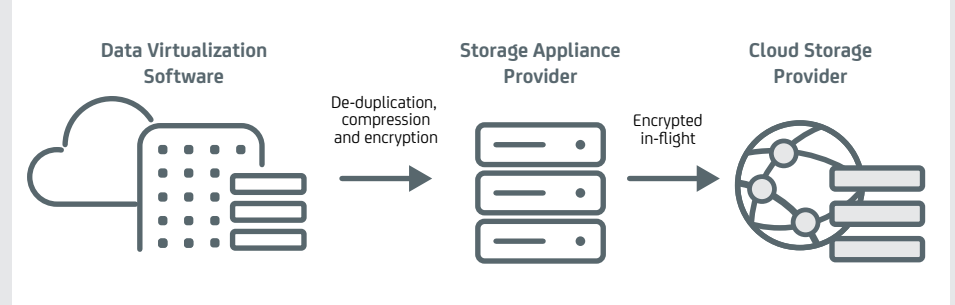 Data Virtualization
Software
De-duplication,
compression
and encryption
Storage Appliance
Provider
Encrypted
in-flight
Cloud Storage
Provider